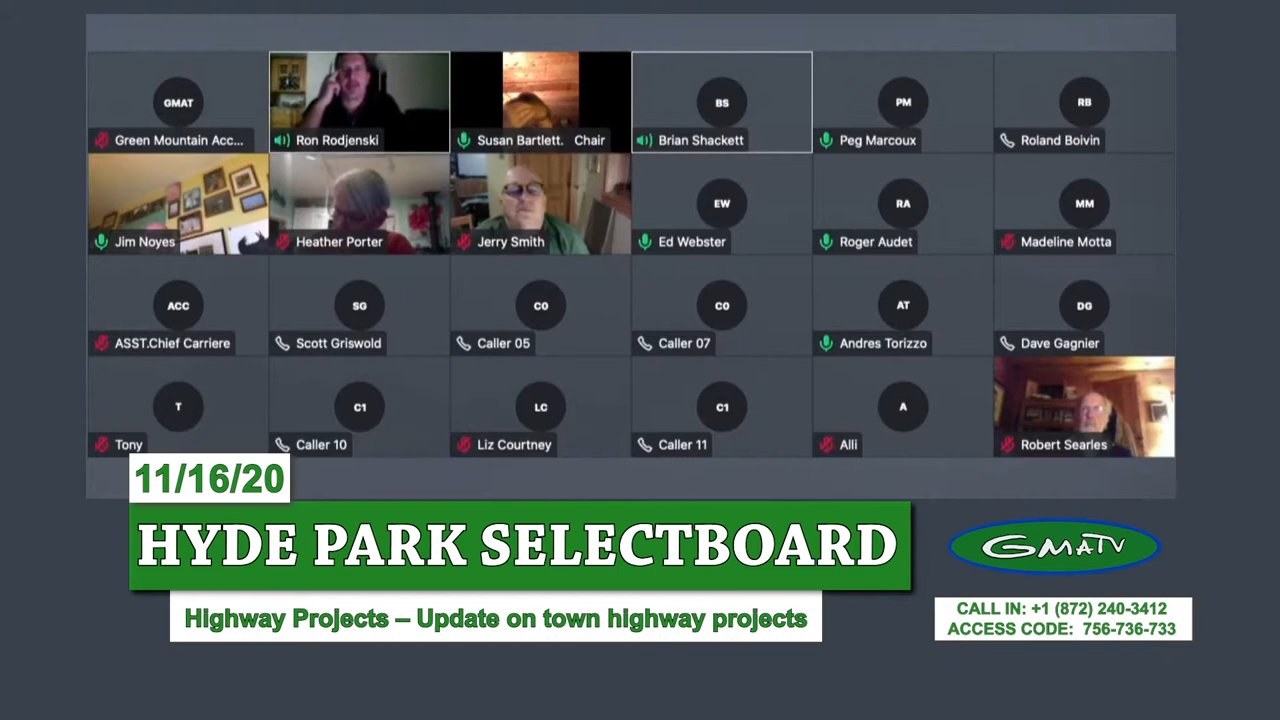 GMAT
Green Mountain Acc...
Ron Rodjenski
Susan Bartlett. Chair
BS
Brian Shackett
PM
Peg Marcoux
RB
Roland Boivin
Jim Noyes
Heather Porter
Jerry Smith
EW
Ed Webster
RA
Roger Audet
MM
Madeline Motta
ACC
ASST.Chief Carriere
SG
Scott Griswold
C0
Caller 05
C0
Caller 07
AT
Andres Torizzo
DG
Dave Gagnier
T
Tony
C1
Caller 10
LC
Liz Courtney
C1
Caller 11
A
Alli
Robert Searles
11/16/20
HYDE PARK SELECTBOARD
GMATV
Highway Projects – Update on town highway projects
CALL IN: +1 (872) 240-3412
ACCESS CODE: 756-736-733